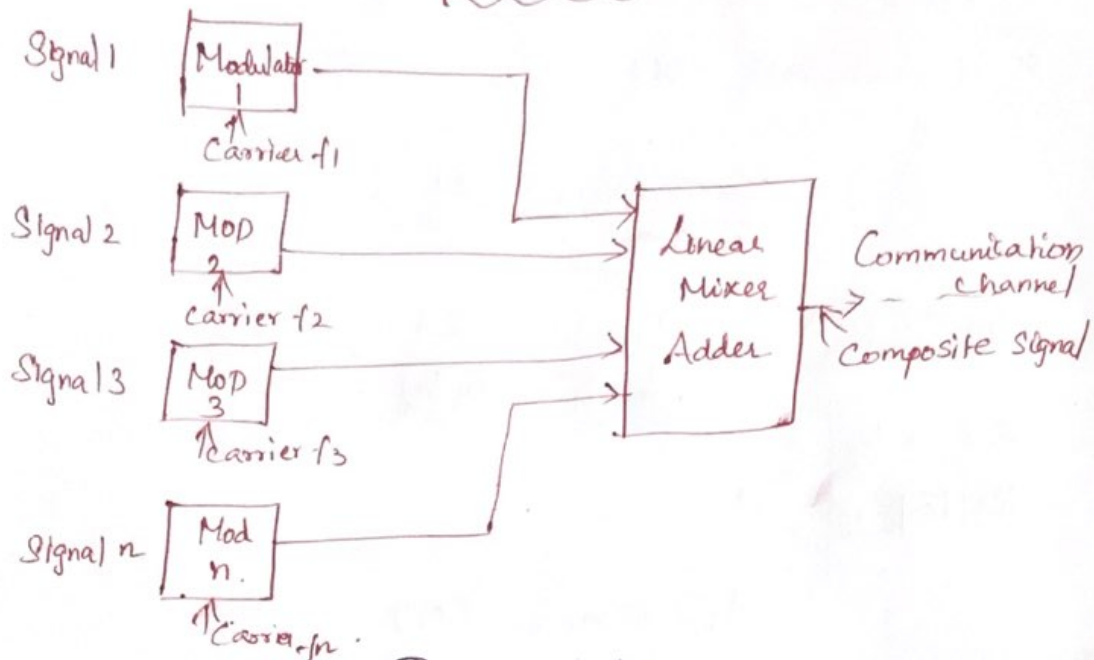 Signal 1
Modulator
1
Carrier f1
Signal 2
MOD
2
Carrier f2
Signal 3
MOD
3
Carrier f3
Signal n
Mod
n.
Carrier fn.
Linear
Mixer
Adder
Communication
channel
Composite Signal